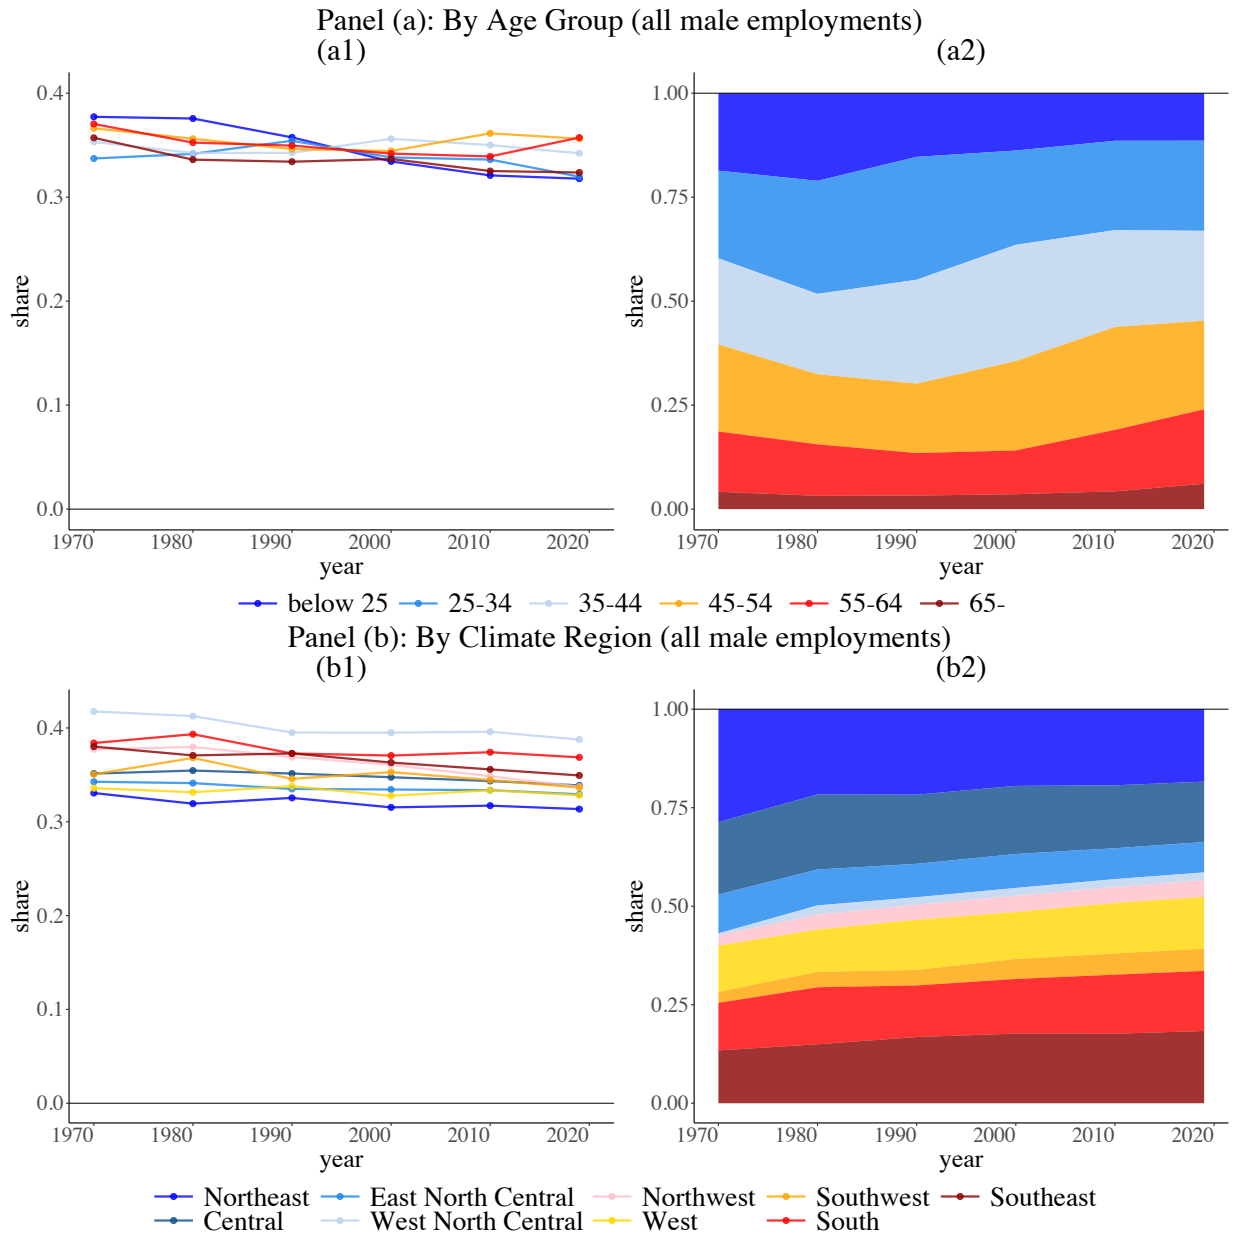 Panel (a): By Age Group (all male employments)
(a1)
(a2)
0.4
0.3
0.2
0.1
0.0
share
1970 1980 1990 2000 2010 2020
year
1.00
0.75
0.50
0.25
0.00
share
1970 1980 1990 2000 2010 2020
year
below 25 25-34 35-44 45-54 55-64 65-
Panel (b): By Climate Region (all male employments)
(b1)
(b2)
0.4
0.3
0.2
0.1
0.0
share
1970 1980 1990 2000 2010 2020
year
1.00
0.75
0.50
0.25
0.00
share
1970 1980 1990 2000 2010 2020
year
Northeast East North Central Northwest Southwest Southeast
Central West North Central West South